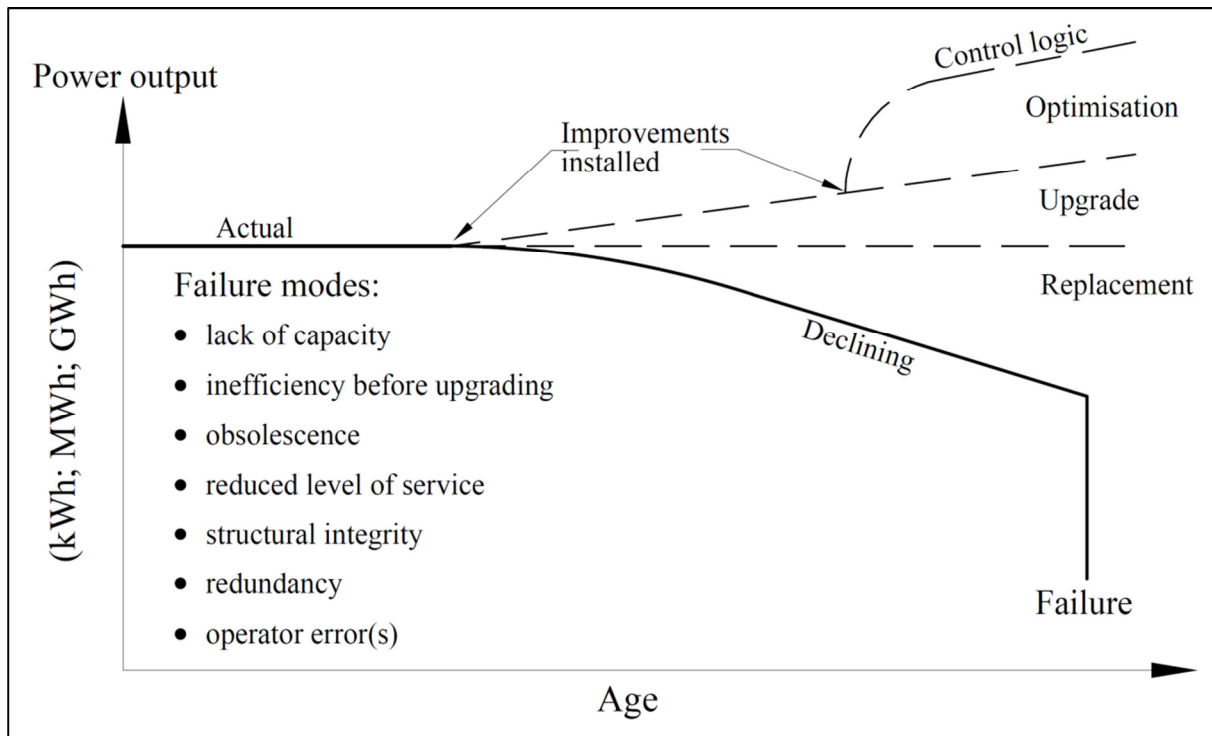 Power output
(kWh; MWh; GWh)
Control logic
Optimisation
Improvements
installed
Upgrade
Actual
Replacement
Failure modes:
• lack of capacity
• inefficiency before upgrading
• obsolescence
• reduced level of service
• structural integrity
• redundancy
• operator error(s)
Declining
Failure
Age